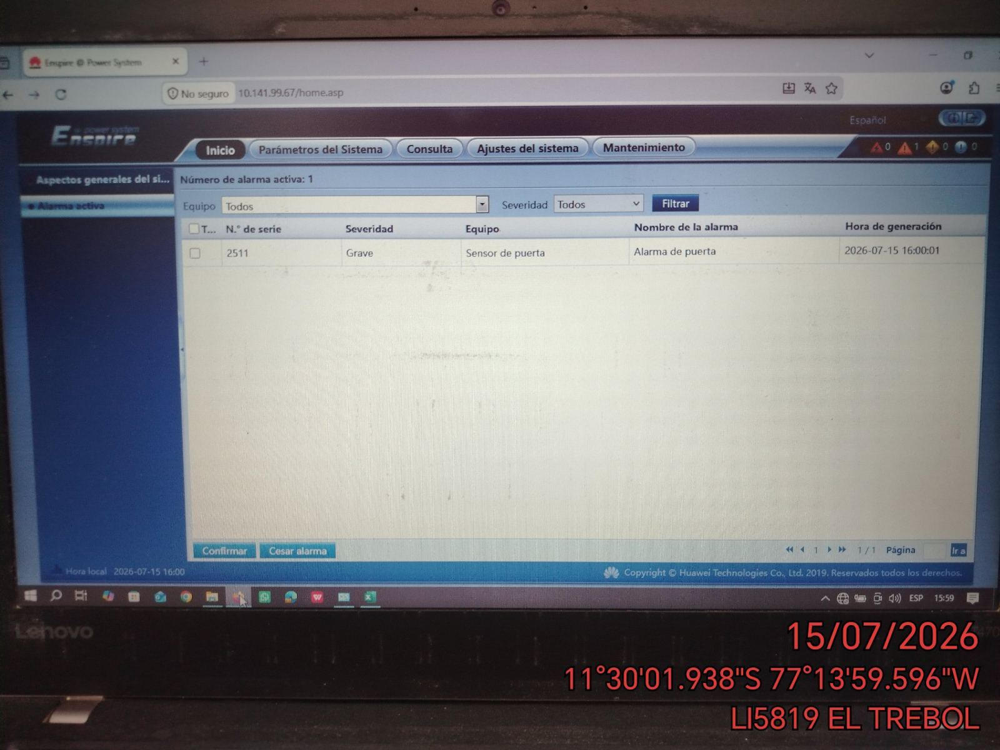 Enspire @ Power System
No seguro 10.141.99.67/home.asp
Español
power system
Enspire
Inicio Parámetros del Sistema Consulta Ajustes del sistema Mantenimiento 0 1 0 0
Aspectos generales del si... Número de alarma activa: 1
Alarma activa
Equipo Todos Severidad Todos Filtrar
T... N.° de serie Severidad Equipo Nombre de la alarma Hora de generación
2511 Grave Sensor de puerta Alarma de puerta 2026-07-15 16:00:01
Confirmar Cesar alarma 1 1 / 1 Página Ir a
Hora local 2026-07-15 16:00 Copyright © Huawei Technologies Co., Ltd. 2019. Reservados todos los derechos.
ESP 15:59
Lenovo
15/07/2026
11°30'01.938"S 77°13'59.596"W
LI5819 EL TREBOL